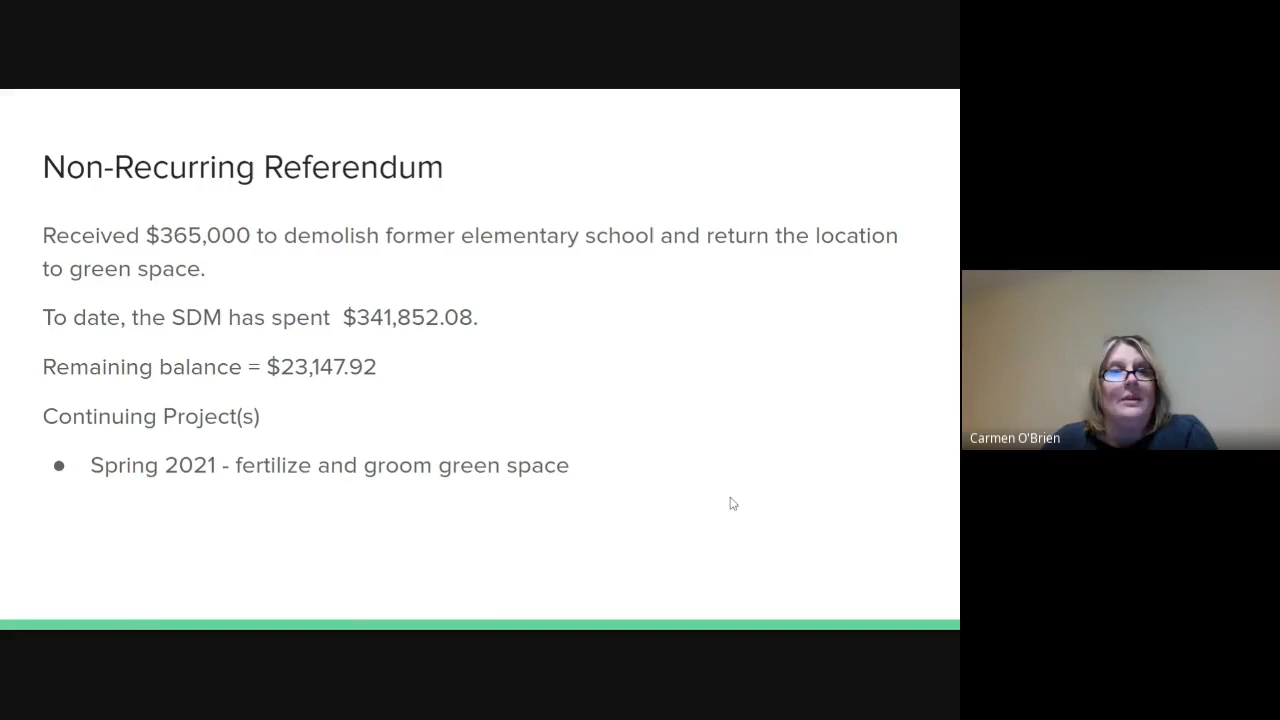 Non-Recurring Referendum
Received $365,000 to demolish former elementary school and return the location
to green space.
To date, the SDM has spent  $341,852.08.
Remaining balance = $23,147.92
Continuing Project(s)
● Spring 2021 - fertilize and groom green space
Carmen O'Brien